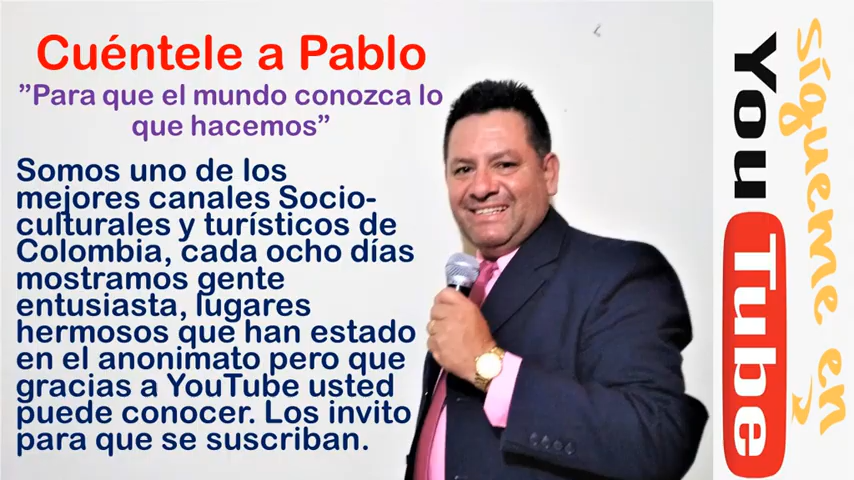 Cuéntele a Pablo
”Para que el mundo conozca lo
que hacemos”
Somos uno de los
mejores canales Socio-
culturales y turísticos de
Colombia, cada ocho días
mostramos gente
entusiasta, lugares
hermosos que han estado
en el anonimato pero que
gracias a YouTube usted
puede conocer. Los invito
para que se suscriban.
sígueme en
YouTube